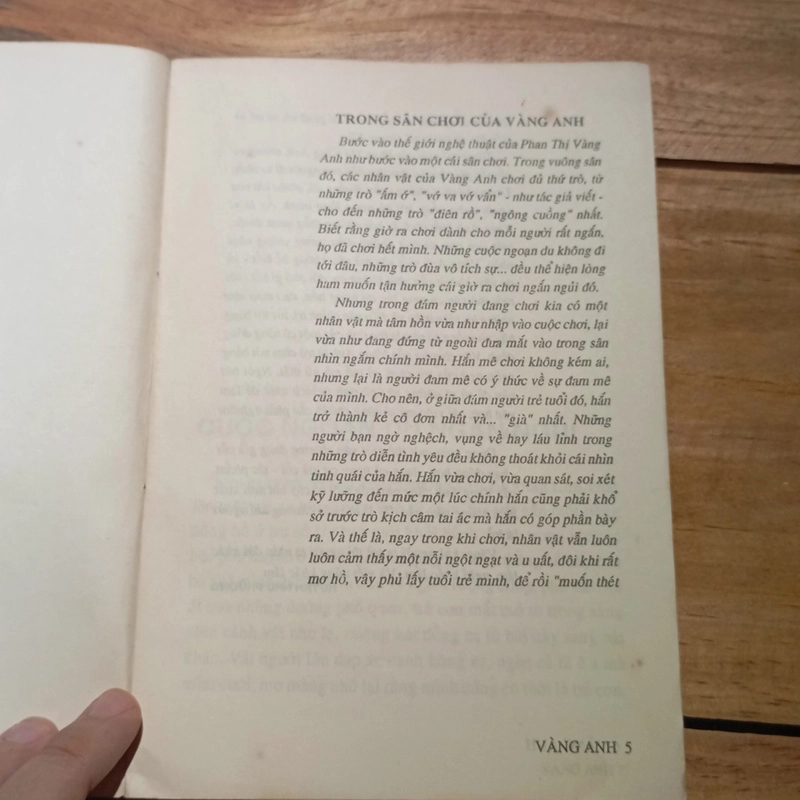 TRONG SÂN CHƠI CỦA VÀNG ANH
Bước vào thế giới nghệ thuật của Phan Thị Vàng
Anh như bước vào một cái sân chơi. Trong vuông sân
đó, các nhân vật của Vàng Anh chơi đủ thứ trò, từ
những trò "ấm ớ", "vớ va vớ vẩn" - như tác giả viết -
cho đến những trò "điên rồ", "ngông cuồng" nhất.
Biết rằng giờ ra chơi dành cho mỗi người rất ngắn,
họ đã chơi hết mình. Những cuộc ngoạn du không đi
tới đâu, những trò đùa vô tích sự... đều thể hiện lòng
ham muốn tận hưởng cái giờ ra chơi ngắn ngủi đó.
Nhưng trong đám người đang chơi kia có một
nhân vật mà tâm hồn vừa như nhập vào cuộc chơi, lại
vừa như đang đứng từ ngoài đưa mắt vào trong sân
nhìn ngắm chính mình. Hắn mê chơi không kém ai,
nhưng lại là người đam mê có ý thức về sự đam mê
của mình. Cho nên, ở giữa đám người trẻ tuổi đó, hắn
trở thành kẻ cô đơn nhất và... "già" nhất. Những
người bạn ngờ nghệch, vụng về hay láu lỉnh trong
những trò diễn tình yêu đều không thoát khỏi cái nhìn
tinh quái của hắn. Hắn vừa chơi, vừa quan sát, soi xét
kỹ lưỡng đến mức một lúc chính hắn cũng phải khổ
sở trước trò kịch câm tai ác mà hắn có góp phần bày
ra. Và thế là, ngay trong khi chơi, nhân vật vẫn luôn
luôn cảm thấy một nỗi ngột ngạt và u uất, đôi khi rất
mơ hồ, vây phủ lấy tuổi trẻ mình, để rồi "muốn thét
VÀNG ANH 5